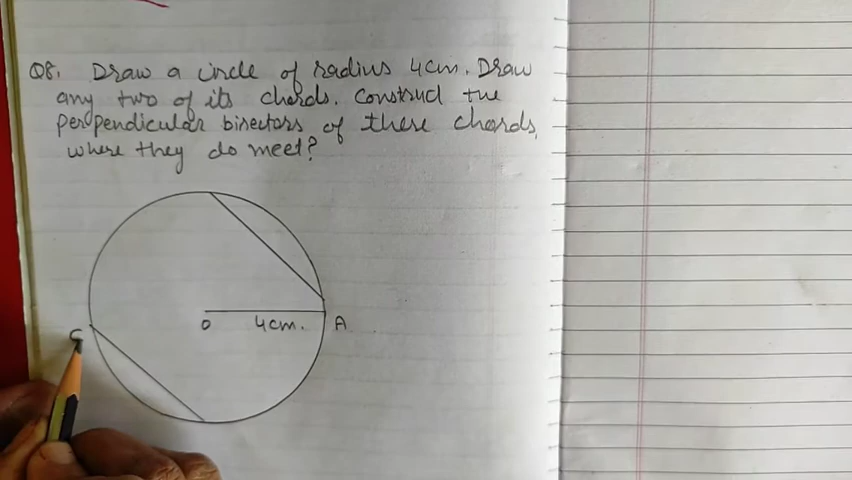 Q8. Draw a circle of radius 4cm. Draw
any two of its chords. Construct the
perpendicular bisectors of these chords,
where they do meet?
O 4cm. A
C